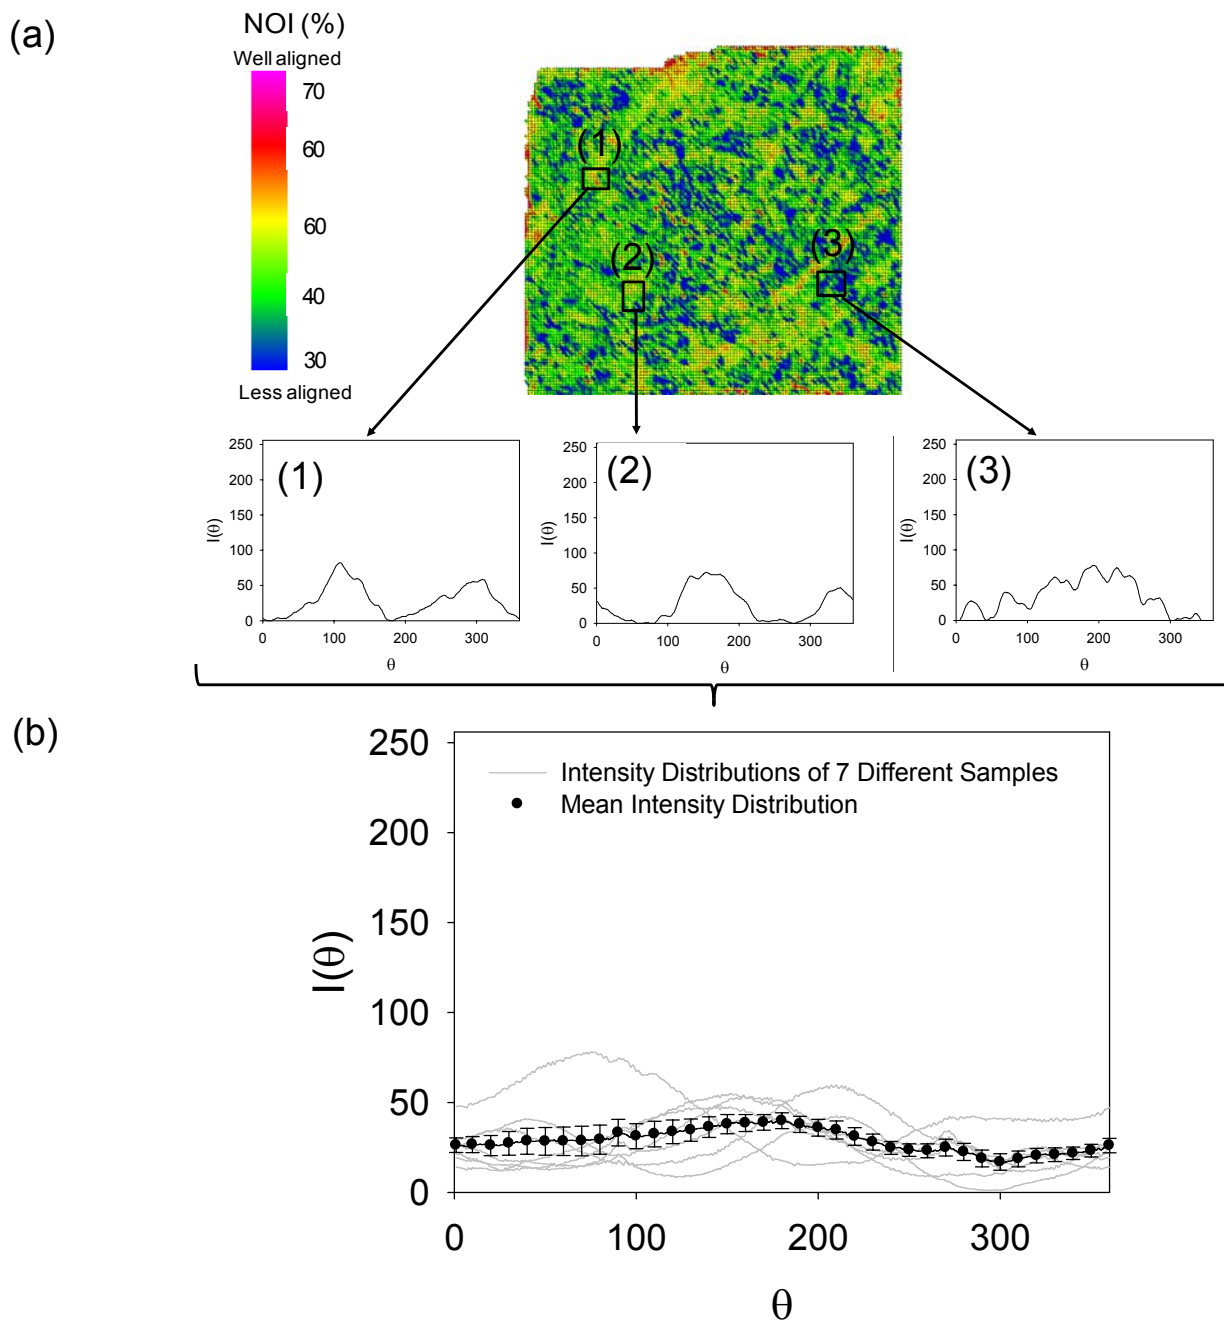 (a)
NOI (%)
Well aligned
70
60
60
40
30
Less aligned
(1)
(2)
(3)
250
200
150
100
50
0
I(θ)
(1)
0 100 200 300
θ
250
200
150
100
50
0
I(θ)
(2)
0 100 200 300
θ
250
200
150
100
50
0
I(θ)
(3)
0 100 200 300
θ
(b)
250
200
150
100
50
0
I(θ)
Intensity Distributions of 7 Different Samples
Mean Intensity Distribution
0 100 200 300
θ